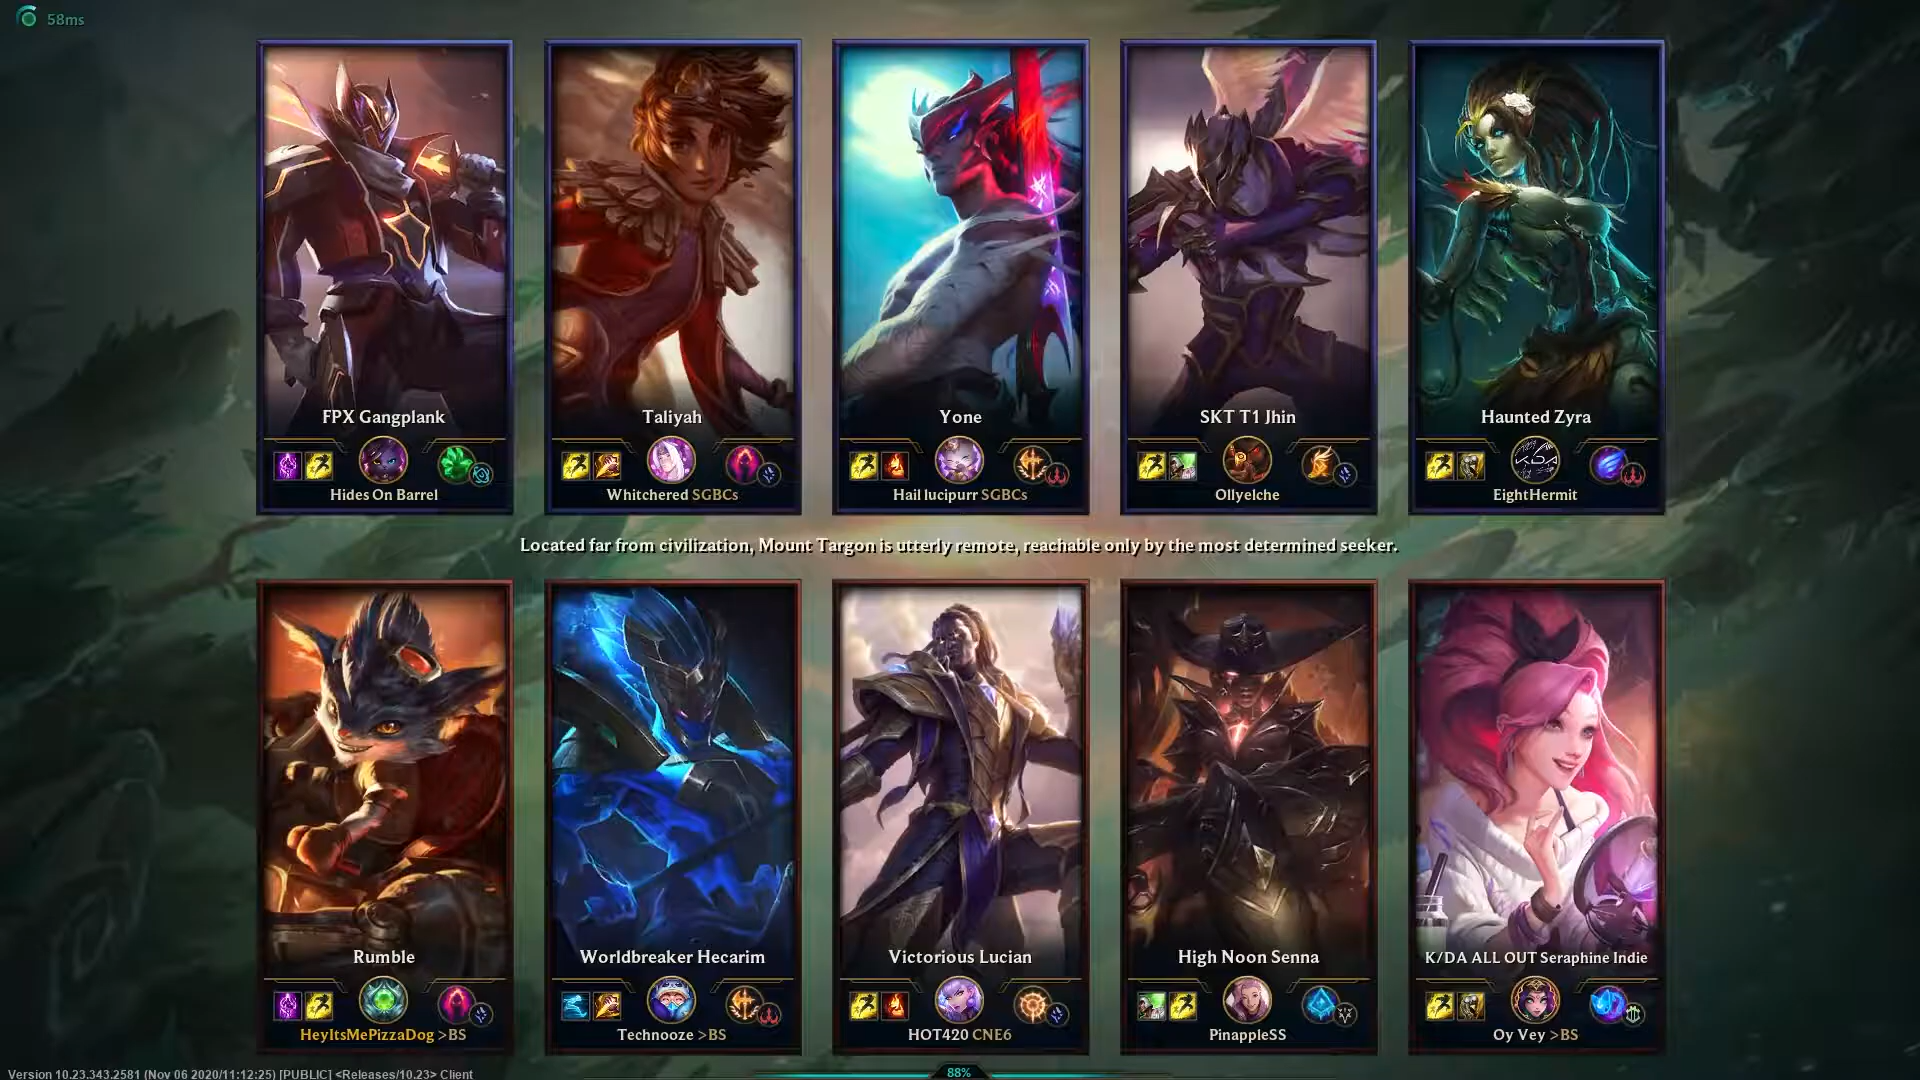 58ms
FPX Gangplank
Taliyah
Yone
SKT T1 Jhin
Haunted Zyra
Hides On Barrel
Whitchered SGBCs
Hail lucipurr SGBCs
Ollyelche
EightHermit
Located far from civilization, Mount Targon is utterly remote, reachable only by the most determined seeker.
Rumble
Worldbreaker Hecarim
Victorious Lucian
High Noon Senna
K/DA ALL OUT Seraphine Indie
HeyItsMePizzaDog >BS
Technooze >BS
HOT420 CNE6
PinappleSS
Oy Vey >BS
Version 10.23.343.2581 (Nov 06 2020/11:12:25) [PUBLIC] <Releases/10.23> Client
88%